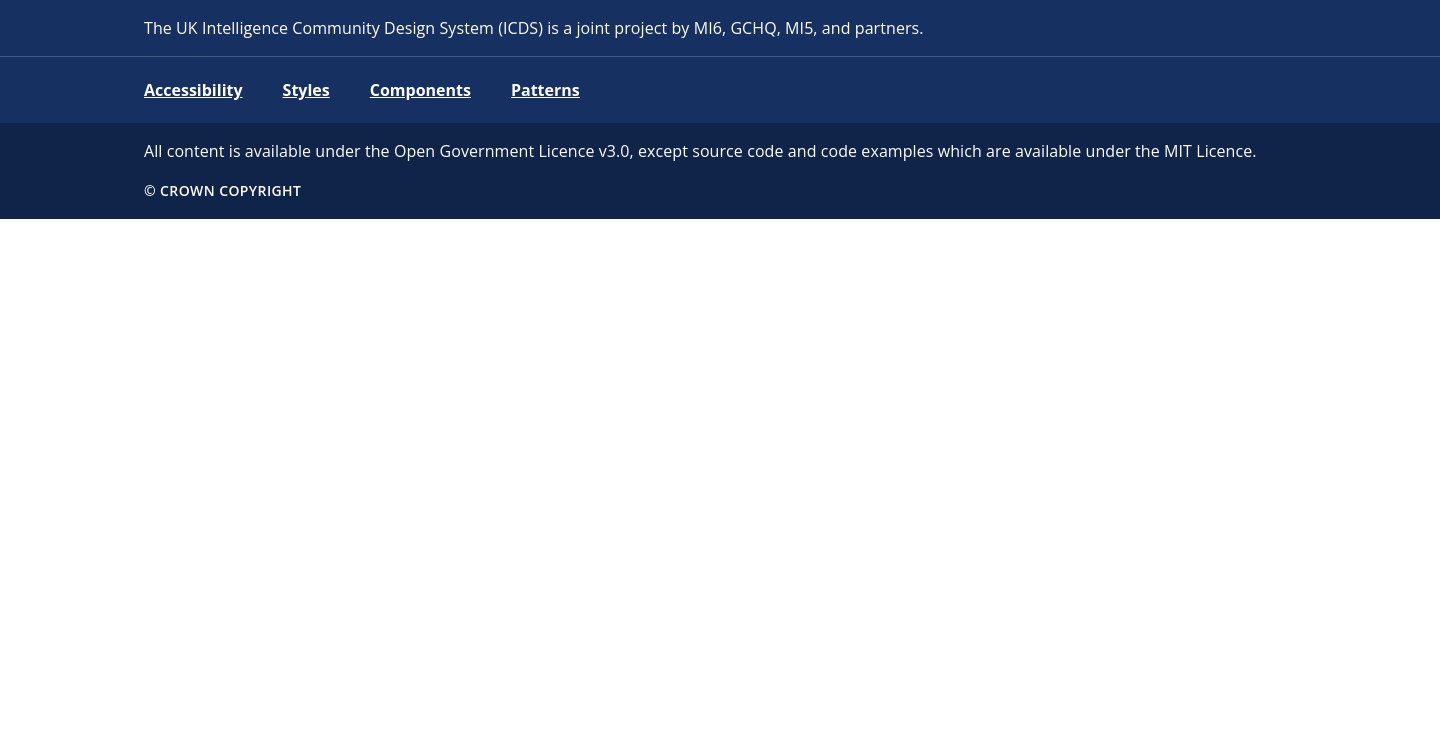 The UK Intelligence Community Design System (ICDS) is a joint project by MI6, GCHQ, MI5, and partners.
Accessibility Styles Components Patterns
All content is available under the Open Government Licence v3.0, except source code and code examples which are available under the MIT Licence.
© CROWN COPYRIGHT